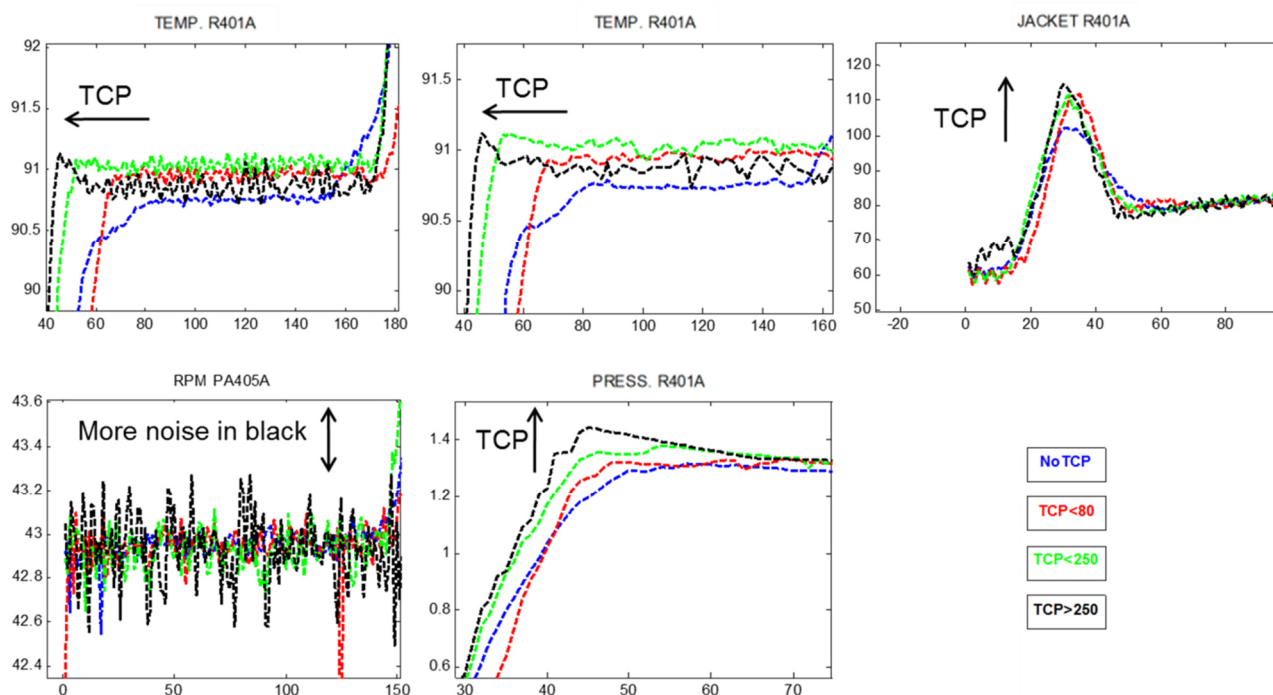 TEMP. R401A
92
91.5
91
90.5
90
40 60 80 100 120 140 160 180
TCP
TEMP. R401A
91.5
91
90.5
90
40 60 80 100 120 140 160
TCP
JACKET R401A
120
110
100
90
80
70
60
50
-20 0 20 40 60 80
TCP
RPM PA405A
43.6
43.4
43.2
43
42.8
42.6
42.4
0 50 100 150
More noise in black
PRESS. R401A
1.4
1.2
1
0.8
0.6
30 40 50 60 70
TCP
No TCP
TCP<80
TCP<250
TCP>250